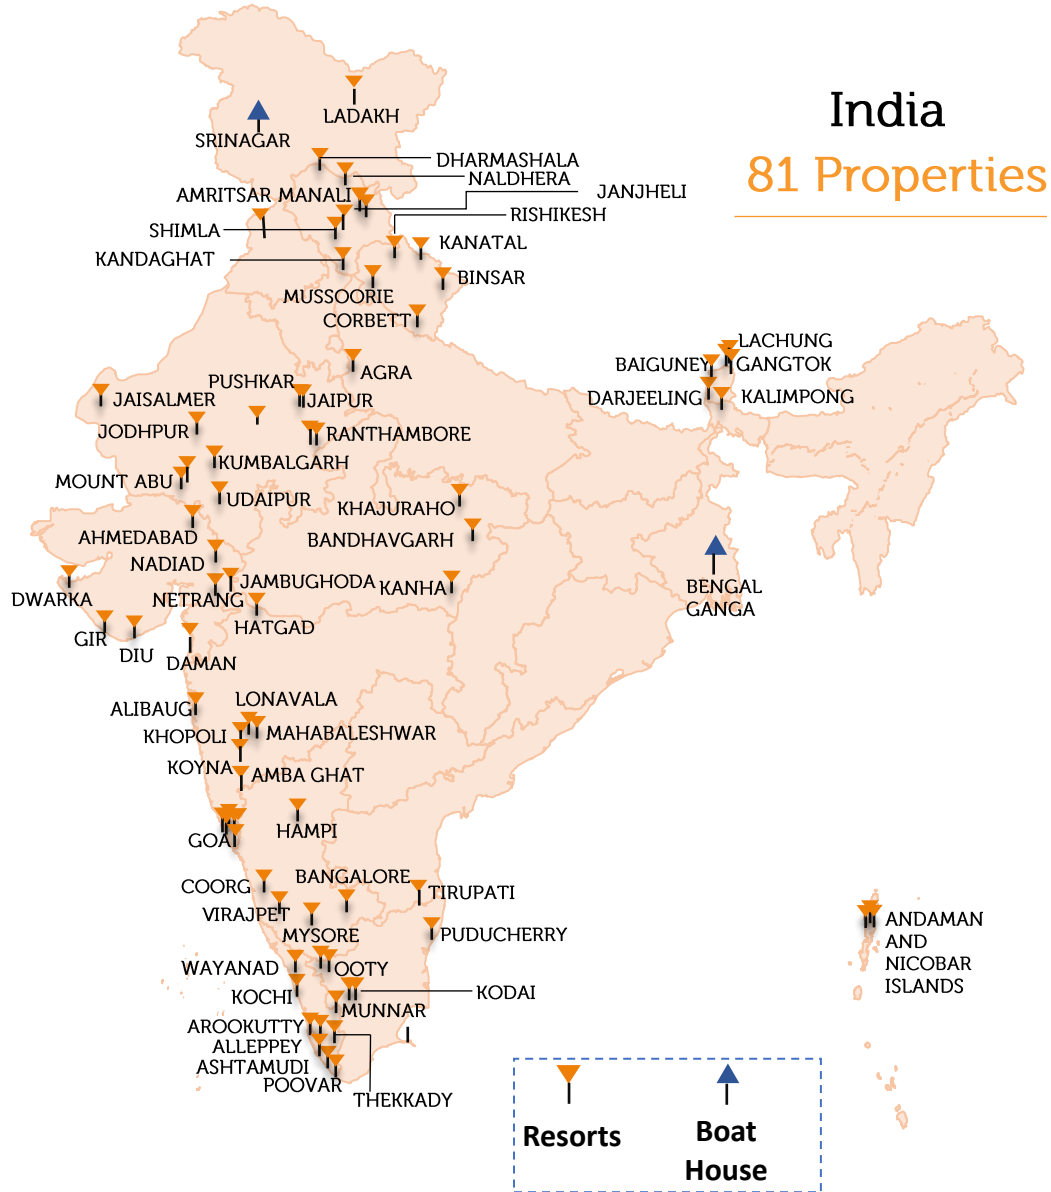 India
81 Properties
LADAKH
SRINAGAR
DHARMASHALA
NALDHERA
AMRITSAR MANALI
JANJHELI
RISHIKESH
SHIMLA
KANATAL
KANDAGHAT
BINSAR
MUSSOORIE
CORBETT
LACHUNG
BAIGUNEY
GANGTOK
AGRA
PUSHKAR
DARJEELING
KALIMPONG
JAISALMER
JAIPUR
JODHPUR
RANTHAMBORE
KUMBALGARH
MOUNT ABU
UDAIPUR
KHAJURAHO
AHMEDABAD
BANDHAVGARH
NADIAD
JAMBUGHODA
KANHA
BENGAL
GANGA
DWARKA
NETRANG
HATGAD
GIR
DIU
DAMAN
LONAVALA
ALIBAUG
KHOPOLI
MAHABALESHWAR
KOYNA
AMBA GHAT
HAMPI
GOA
BANGALORE
COORG
TIRUPATI
VIRAJPET
MYSORE
PUDUCHERRY
ANDAMAN
AND
NICOBAR
ISLANDS
WAYANAD
OOTY
KOCHI
KODAI
MUNNAR
AROOKUTTY
ALLEPPEY
ASHTAMUDI
POOVAR
THEKKADY
Resorts
Boat
House